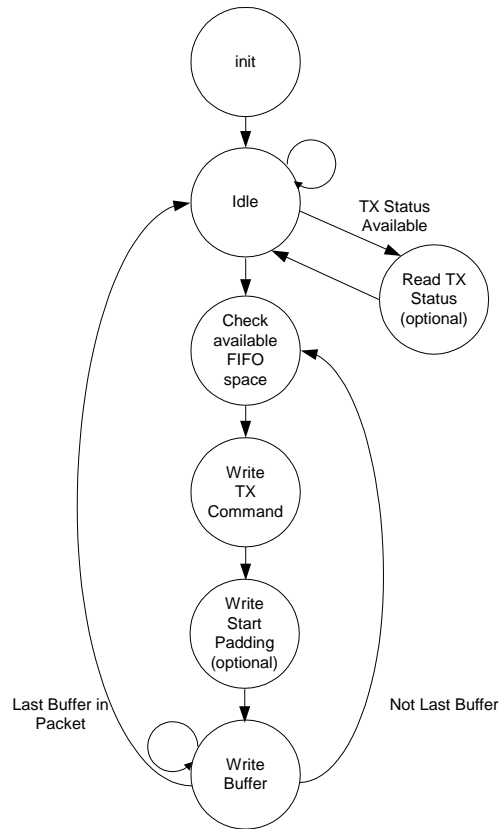 init
Idle
TX Status
Available
Read TX
Status
(optional)
Check
available
FIFO
space
Write
TX
Command
Write
Start
Padding
(optional)
Last Buffer in
Packet
Not Last Buffer
Write
Buffer